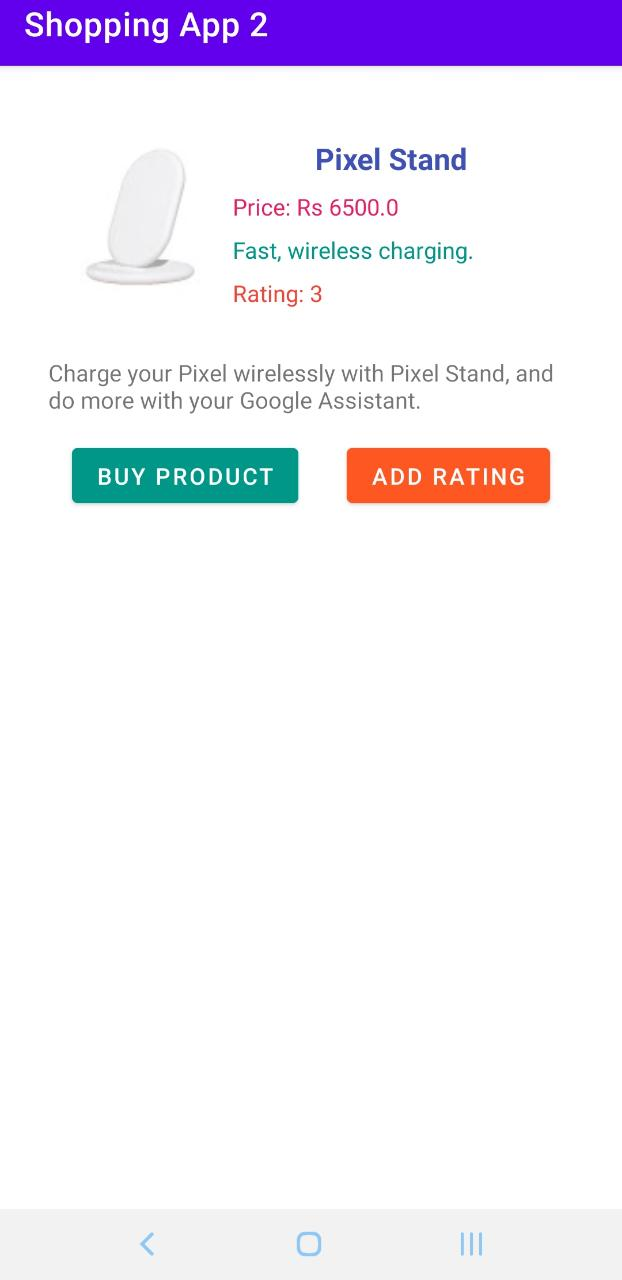 Shopping App 2
Pixel Stand
Price: Rs 6500.0
Fast, wireless charging.
Rating: 3
Charge your Pixel wirelessly with Pixel Stand, and
do more with your Google Assistant.
BUY PRODUCT
ADD RATING